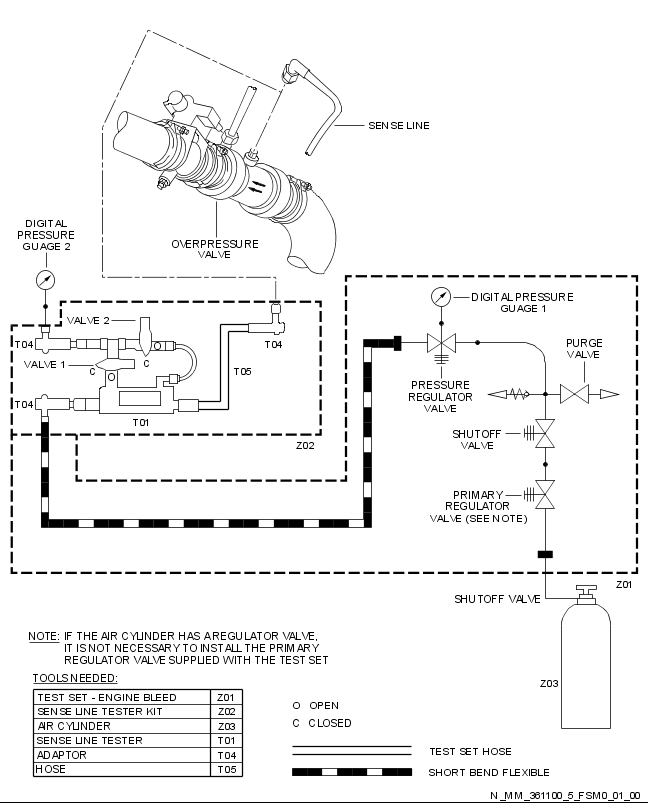 SENSE LINE
DIGITAL
PRESSURE
GUAGE 2
OVERPRESSURE
VALVE
DIGITAL PRESSURE
GUAGE 1
VALVE 2
T04
T04
PURGE
VALVE
VALVE 1
C
C
O
T05
PRESSURE
REGULATOR
VALVE
T04
T01
SHUTOFF
VALVE
Z02
PRIMARY
REGULATOR
VALVE (SEE NOTE)
Z01
SHUTOFF VALVE
NOTE: IF THE AIR CYLINDER HAS A REGULATOR VALVE,
IT IS NOT NECESSARY TO INSTALL THE PRIMARY
REGULATOR VALVE SUPPLIED WITH THE TEST SET
TOOLS NEEDED:
Z03
TEST SET - ENGINE BLEED Z01
SENSE LINE TESTER KIT Z02
AIR CYLINDER Z03
SENSE LINE TESTER T01
ADAPTOR T04
HOSE T05
O OPEN
C CLOSED
TEST SET HOSE
SHORT BEND FLEXIBLE
N_MM_361100_5_FSM0_01_00